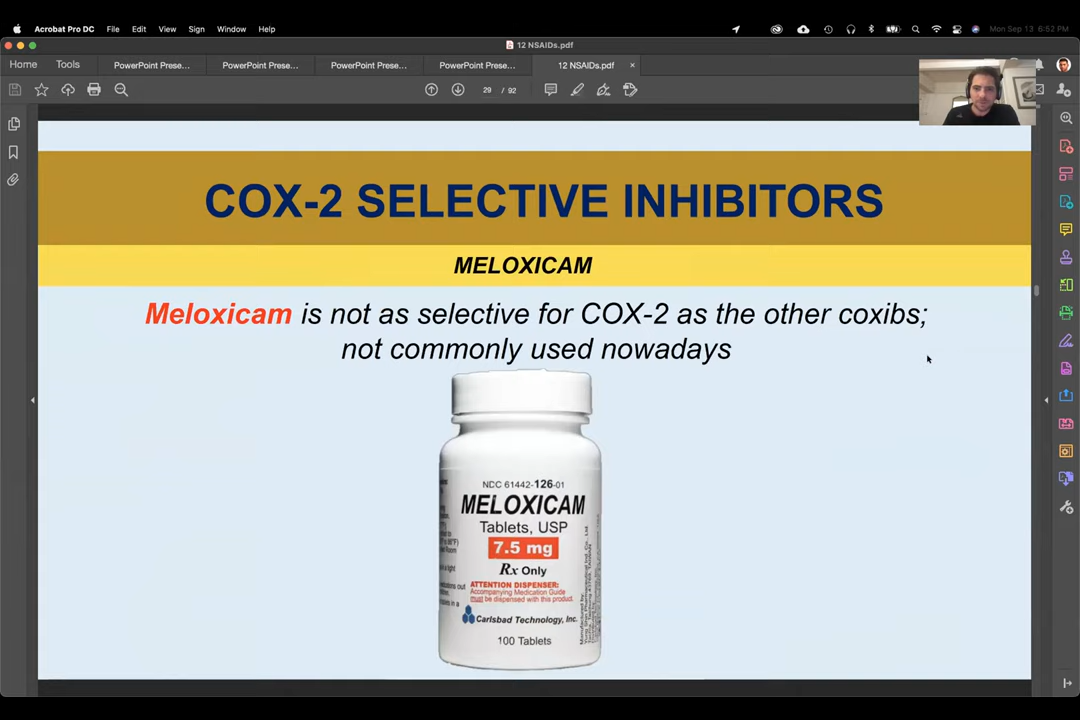 Acrobat Pro DC File Edit View Sign Window Help Mon Sep 13 6:52 PM
12 NSAIDs.pdf
Home Tools PowerPoint Prese... PowerPoint Prese... PowerPoint Prese... PowerPoint Prese... 12 NSAIDs.pdf
29 / 92
COX-2 SELECTIVE INHIBITORS
MELOXICAM
Meloxicam is not as selective for COX-2 as the other coxibs;
not commonly used nowadays
NDC 61442-126-01
MELOXICAM
Tablets, USP
7.5 mg
Rx Only
ATTENTION DISPENSER:
Accompanying Medication Guide
must be dispensed with this product.
Carlsbad Technology, Inc.
100 Tablets